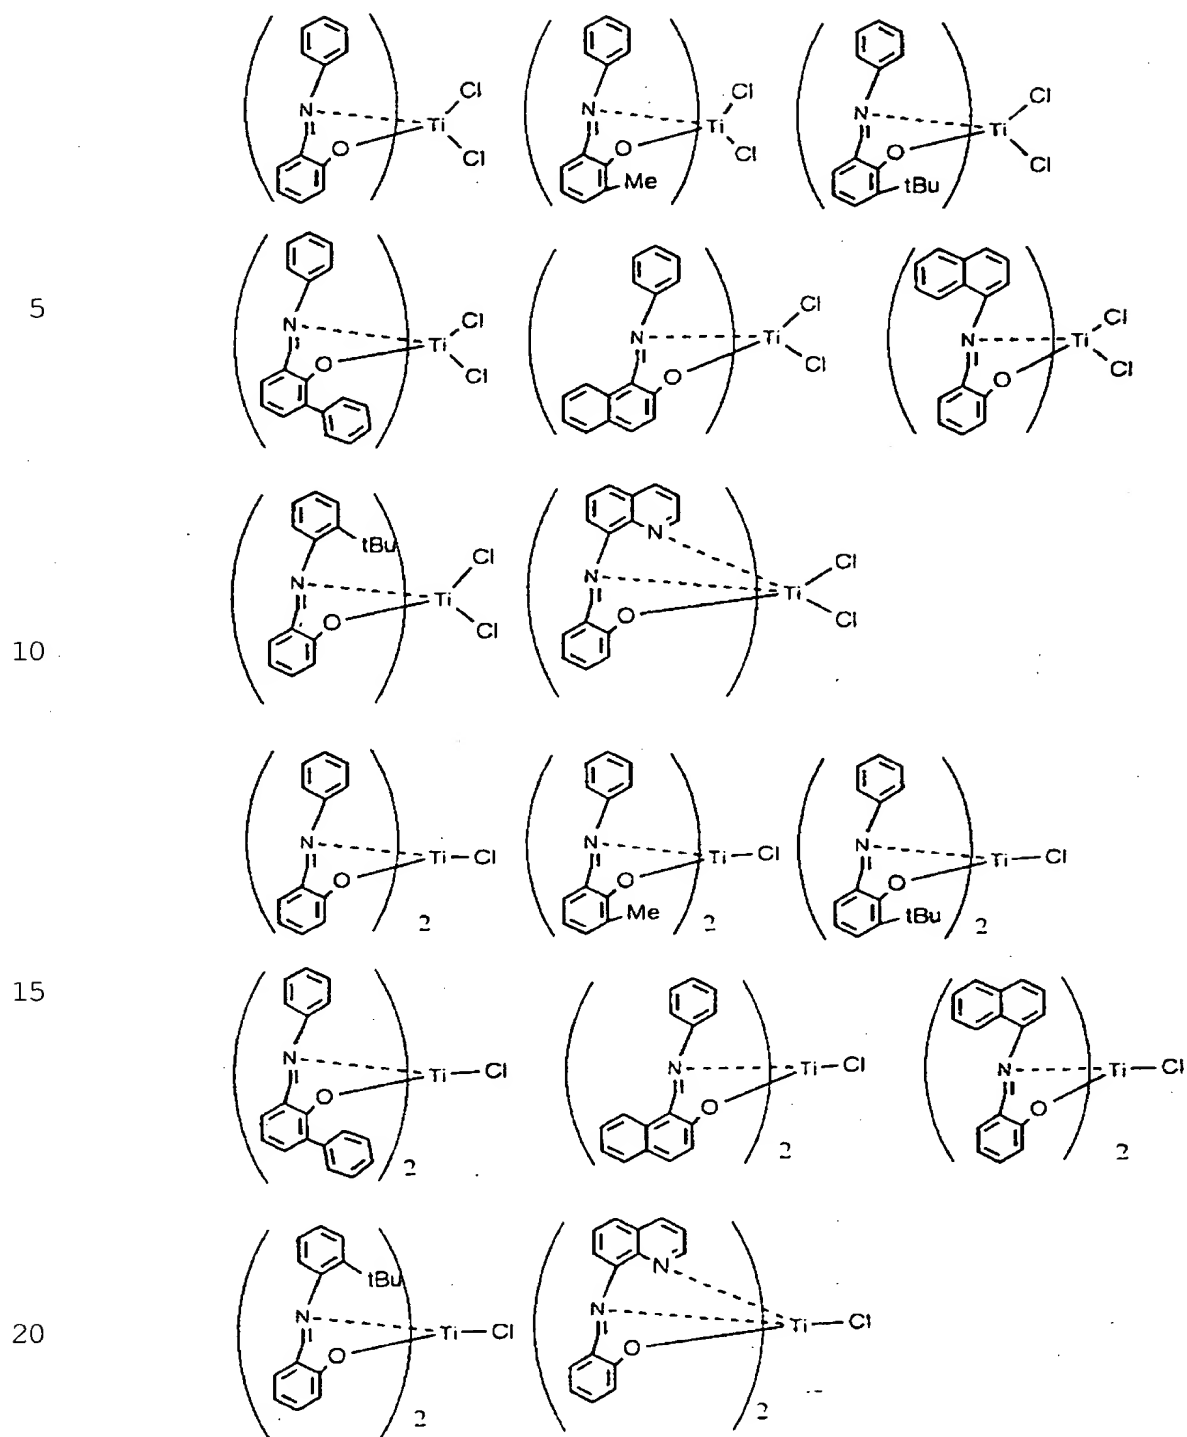 Cl Cl Cl
N N N
Ti Ti Ti
O O O
Cl Cl Cl
Me tBu
5
Cl Cl Cl
N N N
Ti Ti Ti
O O O
Cl Cl Cl
tBu
Cl Cl
N
N N
Ti Ti
O O
Cl Cl
10
N Ti Cl N Ti Cl N Ti Cl
O O O
Me tBu
2 2 2
15
N Ti Cl N Ti Cl N Ti Cl
O O O
2 2 2
tBu N
N Ti Cl N Ti Cl
20
O O
2 2